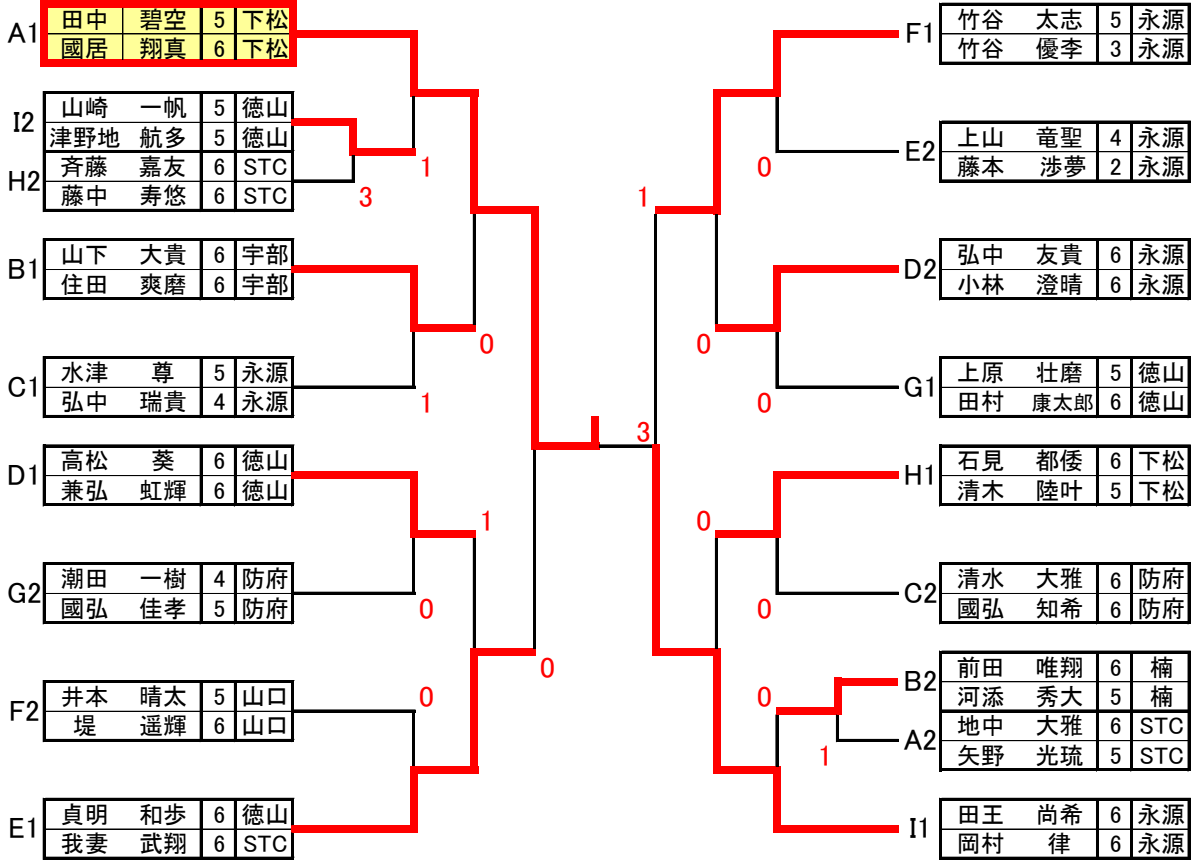 A1
田中 碧空 5 下松
國居 翔真 6 下松
I2
山崎 一帆 5 徳山
津野地 航多 5 徳山
H2
斉藤 嘉友 6 STC
藤中 寿悠 6 STC
1
3
B1
山下 大貴 6 宇部
住田 爽磨 6 宇部
0
C1
水津 尊 5 永源
弘中 瑞貴 4 永源
1
D1
高松 葵 6 徳山
兼弘 虹輝 6 徳山
1
G2
潮田 一樹 4 防府
國弘 佳孝 5 防府
0
0
F2
井本 晴太 5 山口
堤 遥輝 6 山口
0
E1
貞明 和歩 6 徳山
我妻 武翔 6 STC
F1
竹谷 太志 5 永源
竹谷 優李 3 永源
0
E2
上山 竜聖 4 永源
藤本 渉夢 2 永源
1
D2
弘中 友貴 6 永源
小林 澄晴 6 永源
0
G1
上原 壮磨 5 徳山
田村 康太郎 6 徳山
0
3
H1
石見 都倭 6 下松
清木 陸叶 5 下松
0
C2
清水 大雅 6 防府
國弘 知希 6 防府
0
B2
前田 唯翔 6 楠
河添 秀大 5 楠
0
A2
地中 大雅 6 STC
矢野 光琉 5 STC
1
I1
田王 尚希 6 永源
岡村 律 6 永源